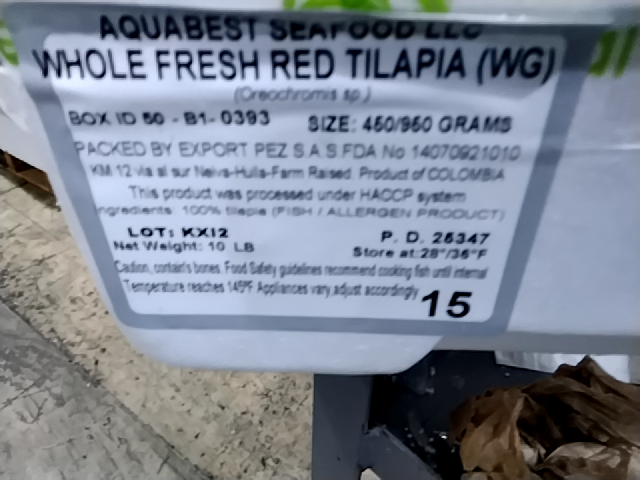 AQUABEST SEAFOOD LLC
WHOLE FRESH RED TILAPIA (WG)
(Oreochromis sp.)
BOX ID 50 - B1- 0393 SIZE: 450/950 GRAMS
PACKED BY EXPORT PEZ S.A.S.FDA No 14070921010
KM 12 via al sur Neiva-Huila-Farm Raised. Product of COLOMBIA
This product was processed under HACCP system
Ingredients: 100% tilapia (FISH / ALLERGEN PRODUCT)
LOT: KX12 P. D. 25347
Net Weight: 10 LB Store at:28°/36°F
Caution, contain's bones. Food Safety guidelines recommend cooking fish until internal
Temperature reaches 145ºF Appliances vary,adjust accordingly 15